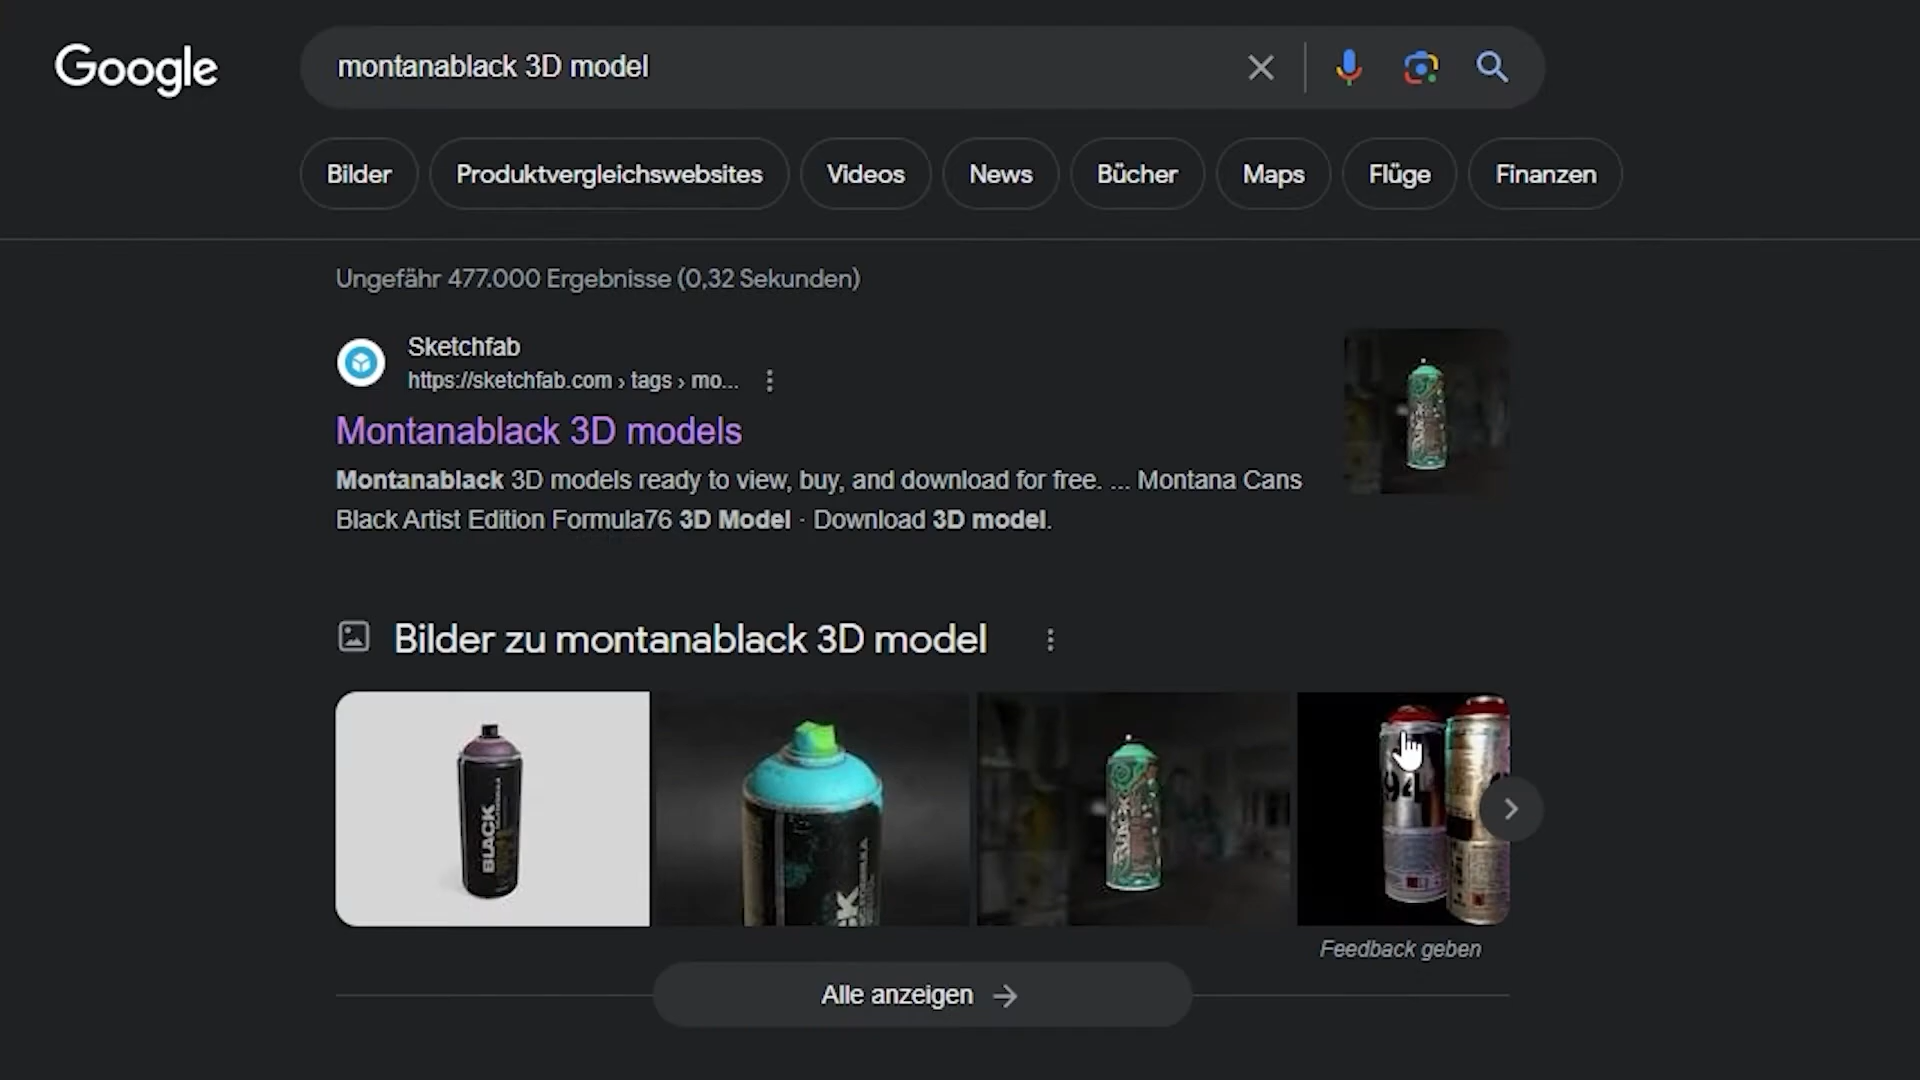 Google
montanablack 3D model
Bilder
Produktvergleichswebsites
Videos
News
Bücher
Maps
Flüge
Finanzen
Ungefähr 477.000 Ergebnisse (0,32 Sekunden)
Sketchfab
https://sketchfab.com › tags › mo...
Montanablack 3D models
Montanablack 3D models ready to view, buy, and download for free. ... Montana Cans
Black Artist Edition Formula76 3D Model · Download 3D model.
Bilder zu montanablack 3D model
BLACK
94
Feedback geben
Alle anzeigen